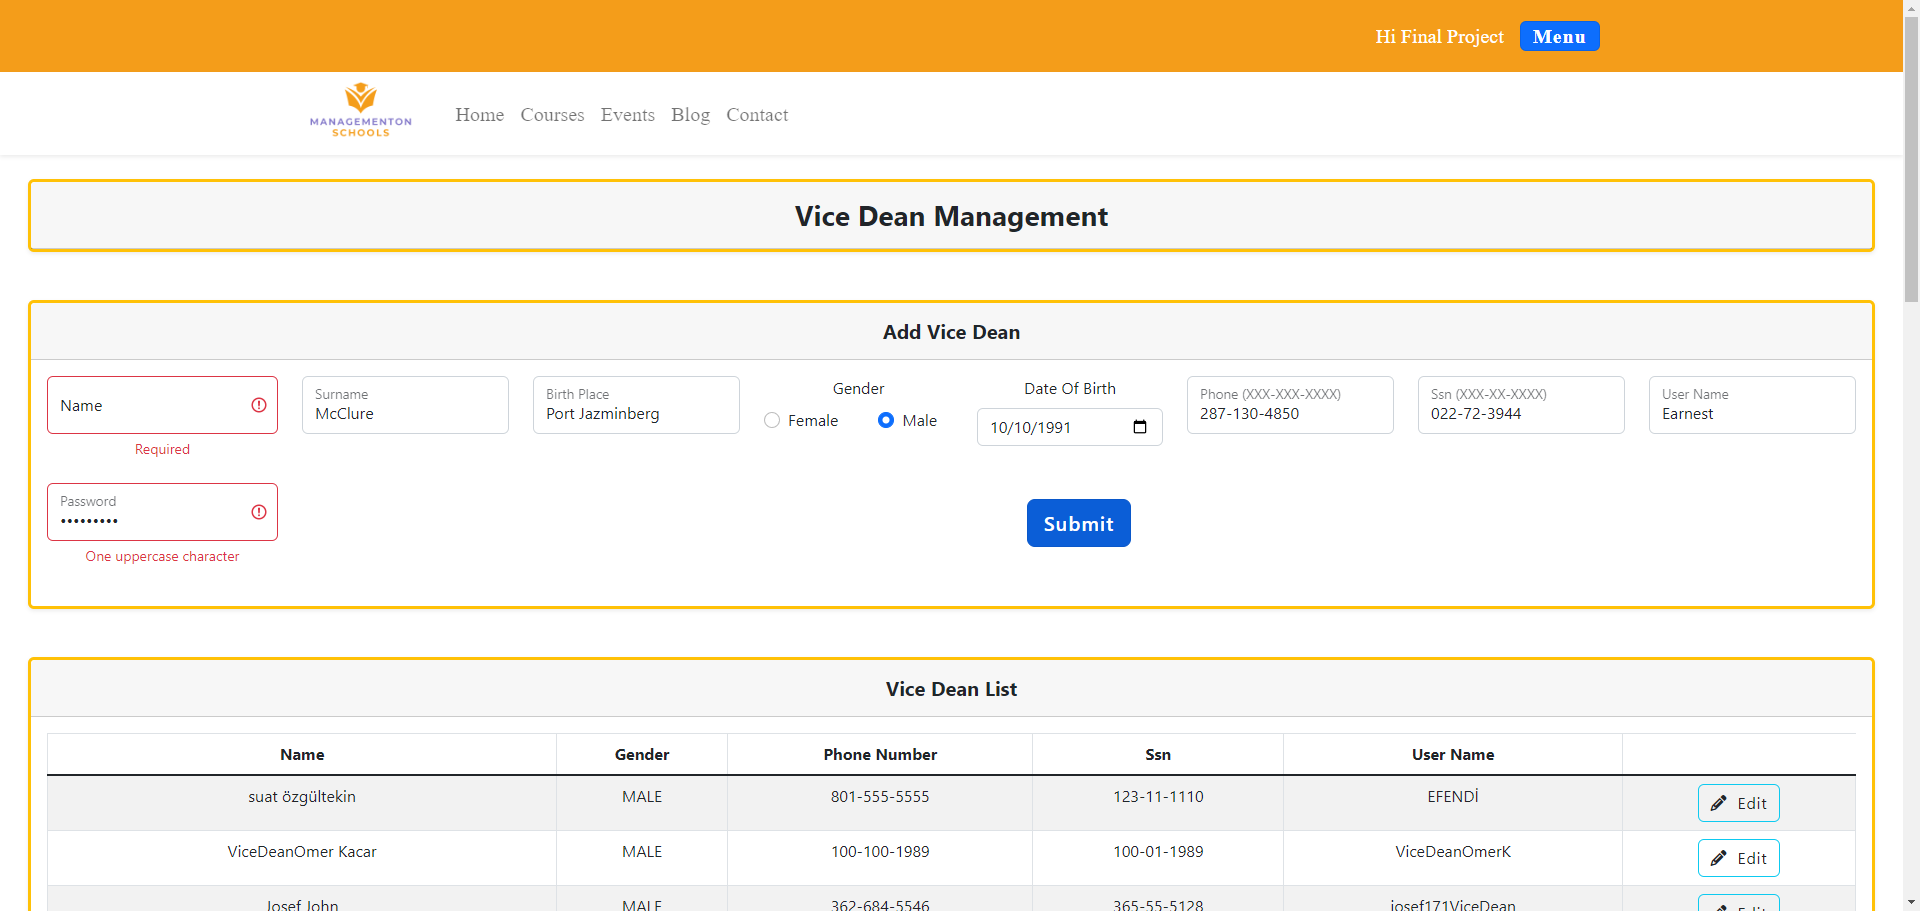 Hi Final Project Menu
MANAGEMENTON
SCHOOLS
Home Courses Events Blog Contact
Vice Dean Management
Add Vice Dean
Name
Required
Surname
McClure
Birth Place
Port Jazminberg
Gender
Female Male
Date Of Birth
10/10/1991
Phone (XXX-XXX-XXXX)
287-130-4850
Ssn (XXX-XX-XXXX)
022-72-3944
User Name
Earnest
Password
•••••••••
One uppercase character
Submit
Vice Dean List
Name Gender Phone Number Ssn User Name
suat özgültekin MALE 801-555-5555 123-11-1110 EFENDİ Edit
ViceDeanOmer Kacar MALE 100-100-1989 100-01-1989 ViceDeanOmerK Edit
Josef John MALE 362-684-5546 365-55-5128 josef171ViceDean Edit